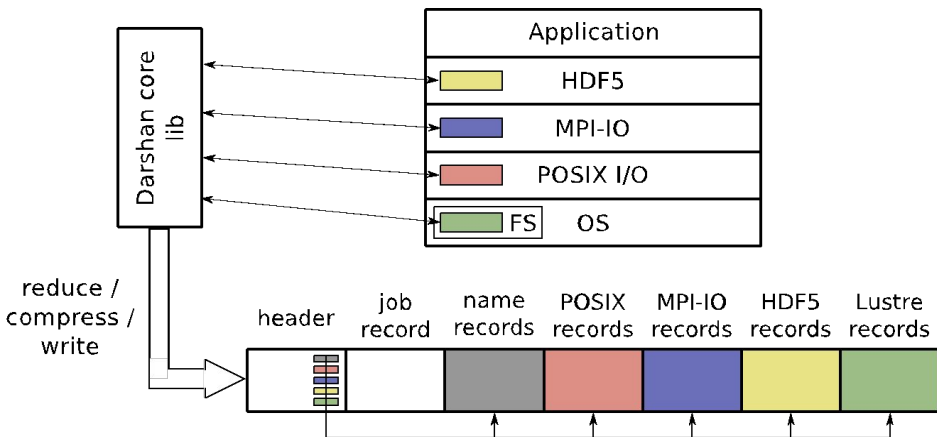 Darshan core
lib
Application
HDF5
MPI-IO
POSIX I/O
FS OS
reduce /
compress /
write
header
job
record
name
records
POSIX
records
MPI-IO
records
HDF5
records
Lustre
records